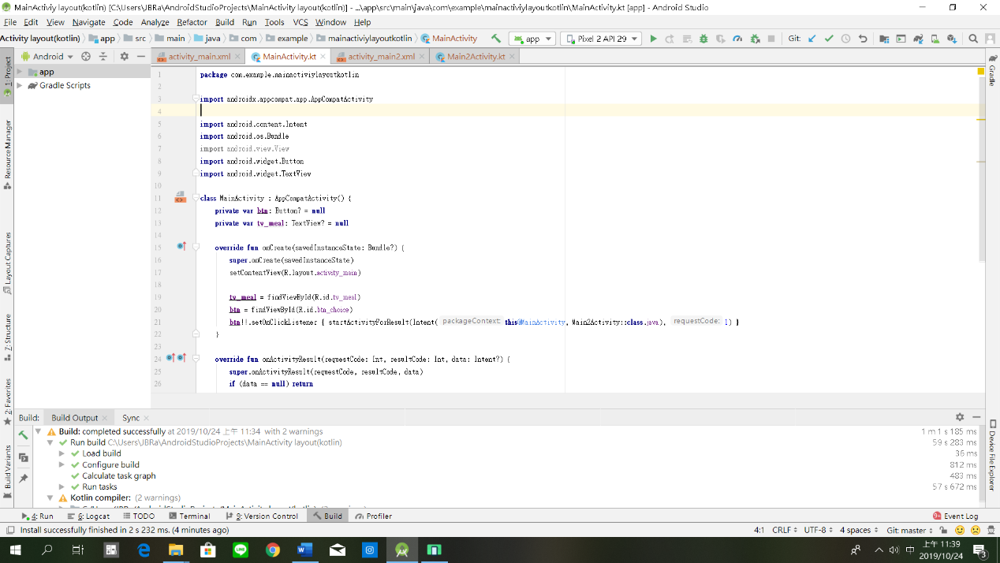 MainActiviy layout(kotlin) [C:\Users\JBRa\AndroidStudioProjects\MainActivity layout(kotlin)] - ...\app\src\main\java\com\example\mainactiviylayoutkotlin\MainActivity.kt [app] - Android Studio
File Edit View Navigate Code Analyze Refactor Build Run Tools VCS Window Help
Activity layout(kotlin) app src main java com example mainactiviylayoutkotlin MainActivity app Pixel 2 API 29 Git:
Android activity_main.xml MainActivity.kt activity_main2.xml Main2Activity.kt
1: Project
Resource Manager
Layout Captures
Z: Structure
2: Favorites
Build Variants
app
Gradle Scripts
1 package com.example.mainactiviylayoutkotlin
2
3 import androidx.appcompat.app.AppCompatActivity
4
5 import android.content.Intent
6 import android.os.Bundle
7 import android.view.View
8 import android.widget.Button
9 import android.widget.TextView
10
11 class MainActivity : AppCompatActivity() {
12 private var btn: Button? = null
13 private var tv_meal: TextView? = null
14
15 override fun onCreate(savedInstanceState: Bundle?) {
16 super.onCreate(savedInstanceState)
17 setContentView(R.layout.activity_main)
18
19 tv_meal = findViewById(R.id.tv_meal)
20 btn = findViewById(R.id.btn_choice)
21 btn!!.setOnClickListener { startActivityForResult(Intent( packageContext: this@MainActivity, Main2Activity::class.java), requestCode: 1) }
22 }
23
24 override fun onActivityResult(requestCode: Int, resultCode: Int, data: Intent?) {
25 super.onActivityResult(requestCode, resultCode, data)
26 if (data == null) return
Gradle
Device File Explorer
Build: Build Output Sync
Build: completed successfully at 2019/10/24 上午 11:34 with 2 warnings 1 m 1 s 185 ms
Run build C:\Users\JBRa\AndroidStudioProjects\MainActivity layout(kotlin) 59 s 283 ms
Load build 36 ms
Configure build 812 ms
Calculate task graph 483 ms
Run tasks 57 s 672 ms
Kotlin compiler: (2 warnings)
4: Run 6: Logcat TODO Terminal 9: Version Control Build Profiler Event Log
Install successfully finished in 2 s 232 ms. (4 minutes ago) 4:1 CRLF UTF-8 4 spaces Git: master
中 上午 11:39
2019/10/24 3